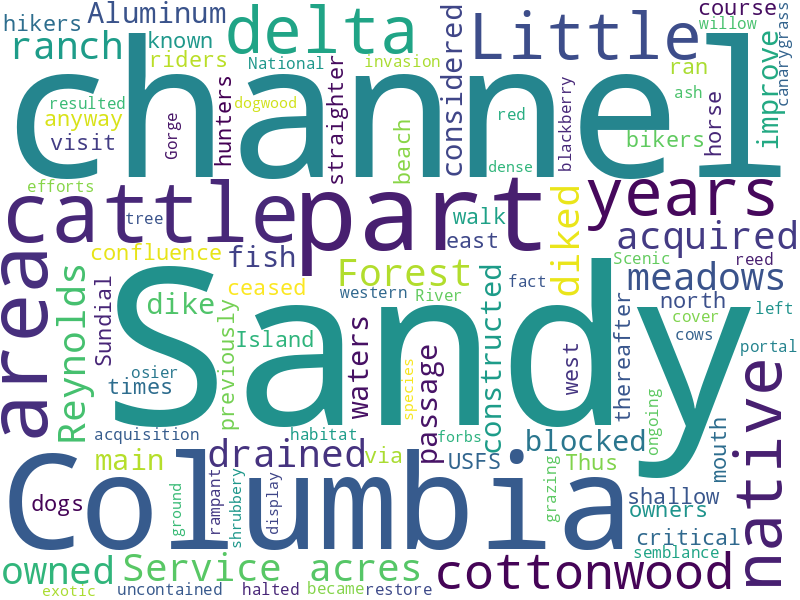 hikers Aluminum delta Little course willow
ranch known riders National invasion considered ran improve canarygrass
channel
resulted dogwood anyway visit Gorge hunters straighter beach red dense blackberry ash bikers horse
efforts cattle part years
tree walk east acquired
confluence fish Forest diked Scenic reed
area Reynolds Sundial dike ceased western River fact meadows north left
Sandy
previously Island waters passage constructed west thereafter cover cows portal
osier times species ongoing
acquisition habitat forbs blocked mouth native
main drained via USFS Thus grazing shallow
Columbia
dogs ground rampant shrubbery display owners critical semblance
owned Service acres cottonwood
exotic uncontained halted became restore